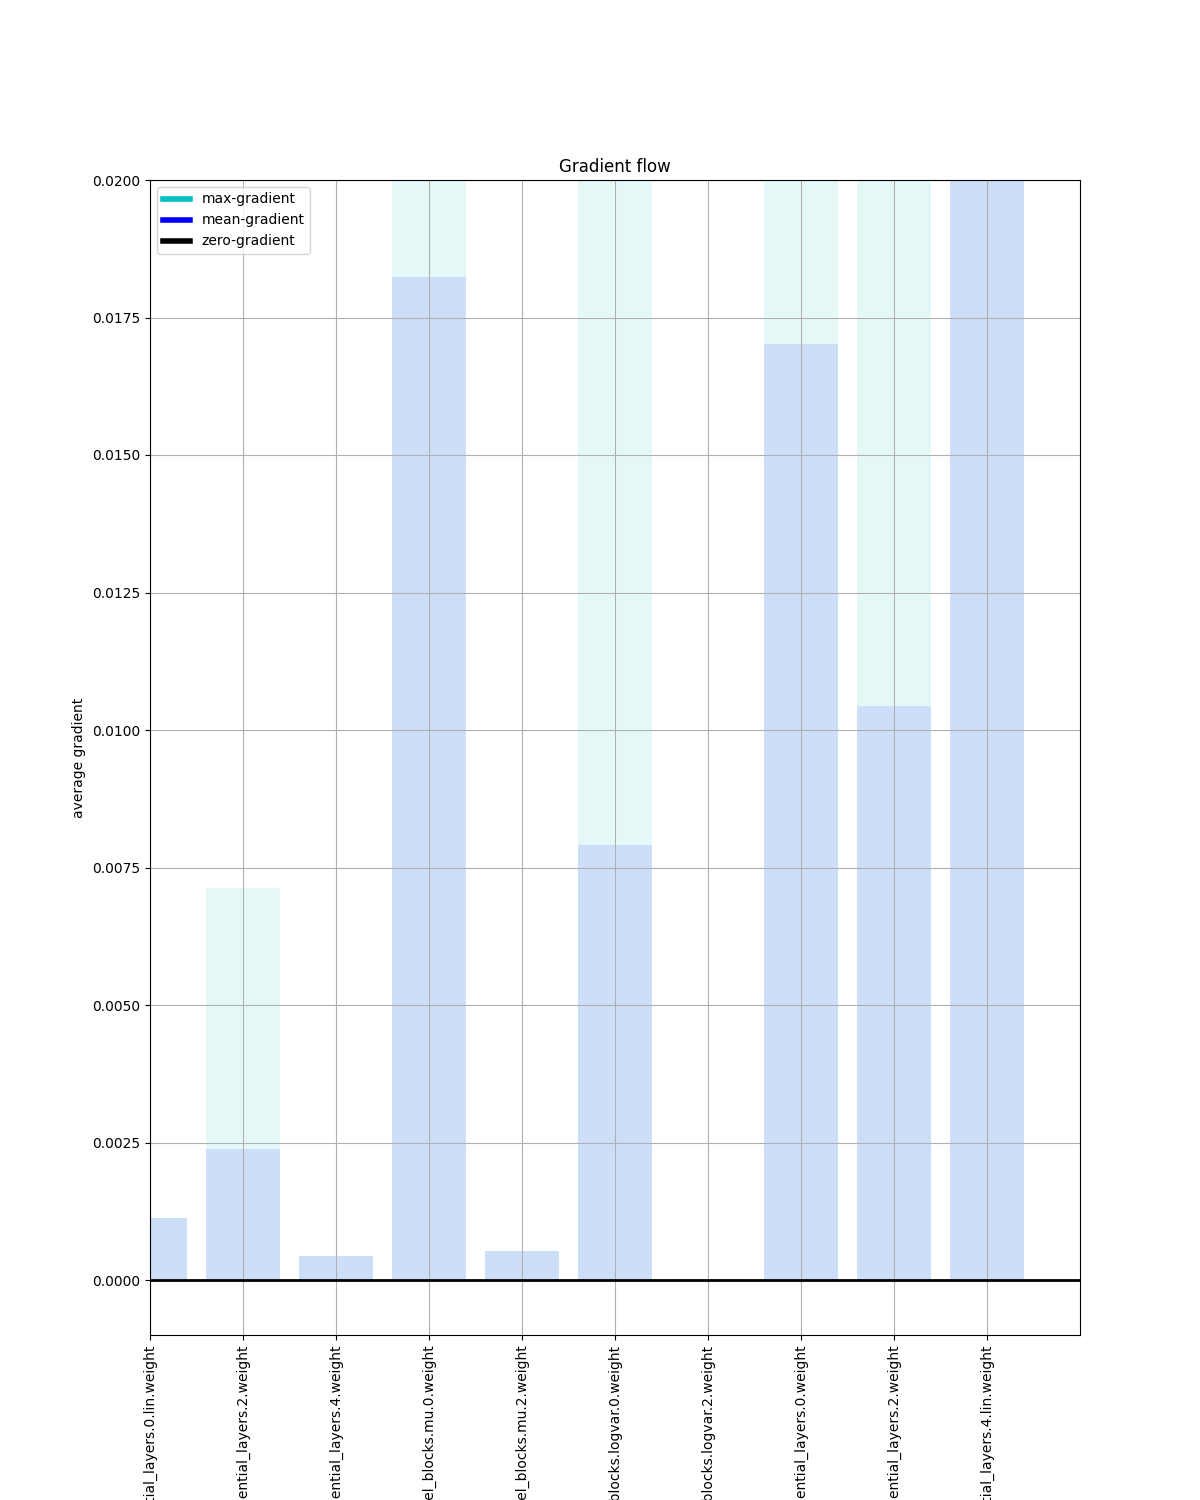 Gradient flow
max-gradient
mean-gradient
zero-gradient
0.0200
0.0175
0.0150
0.0125
0.0100
0.0075
0.0050
0.0025
0.0000
average gradient
tial_layers.0.lin.weight
ential_layers.2.weight
ential_layers.4.weight
el_blocks.mu.0.weight
el_blocks.mu.2.weight
blocks.logvar.0.weight
blocks.logvar.2.weight
ential_layers.0.weight
ential_layers.2.weight
tial_layers.4.lin.weight